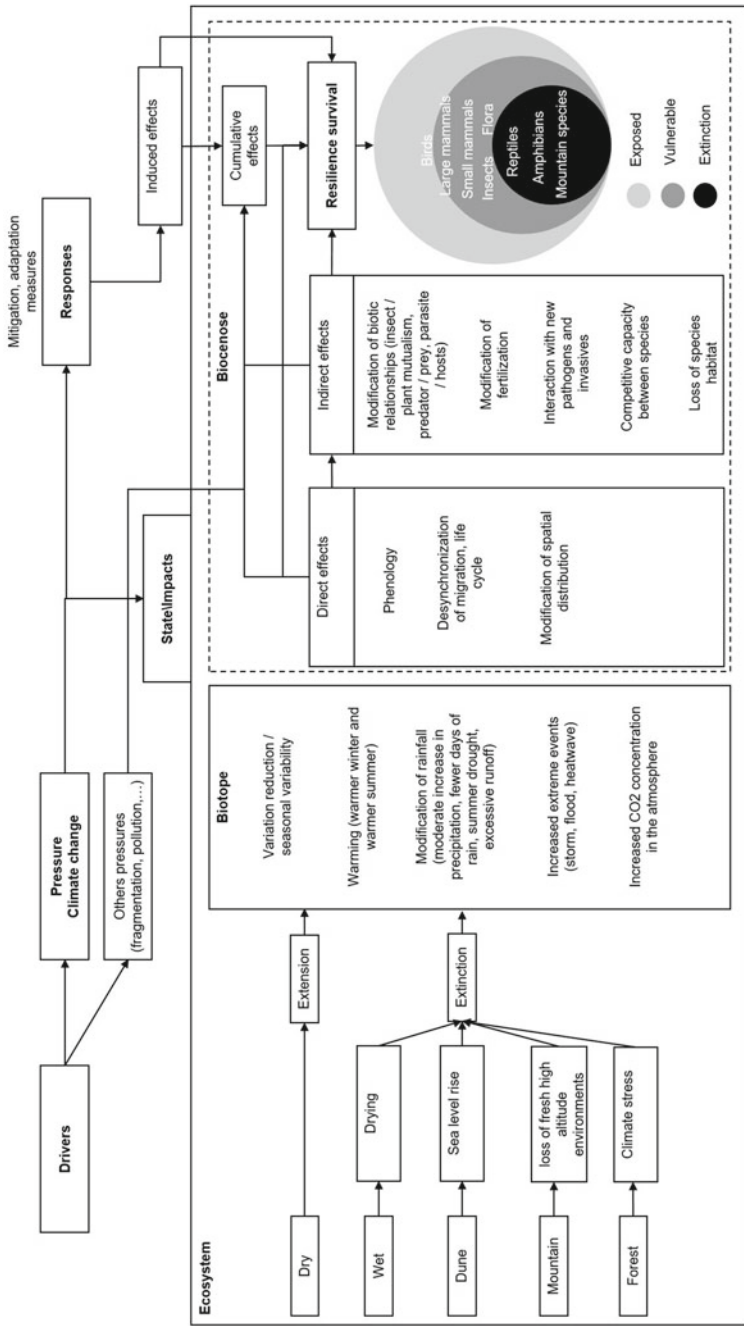 Drivers
Pressure
Climate change
Others pressures
(fragmentation, pollution,…)
Mitigation, adaptation
measures
Responses
Induced effects
State\Impacts
Ecosystem
Dry
Wet
Dune
Mountain
Forest
Drying
Sea level rise
loss of fresh high
altitude
environments
Climate stress
Extension
Extinction
Biotope
Variation reduction /
seasonal variability
Warming (warmer winter and
warmer summer)
Modification of rainfall
(moderate increase in
precipitation, fewer days of
rain, summer drought,
excessive runoff)
Increased extreme events
(storm, flood, heatwave)
Increased CO2 concentration
in the atmosphere
Biocenose
Direct effects
Phenology
Desynchronization
of migration, life
cycle
Modification of spatial
distribution
Indirect effects
Modification of biotic
relationships (insect /
plant mutualism,
predator / prey, parasite
/ hosts)
Modification of
fertilization
Interaction with new
pathogens and
invasives
Competitive capacity
between species
Loss of species
habitat
Cumulative
effects
Resilience survival
Birds
Large mammals
Small mammals
Insects Flora
Reptiles
Amphibians
Mountain species
Exposed
Vulnerable
Extinction